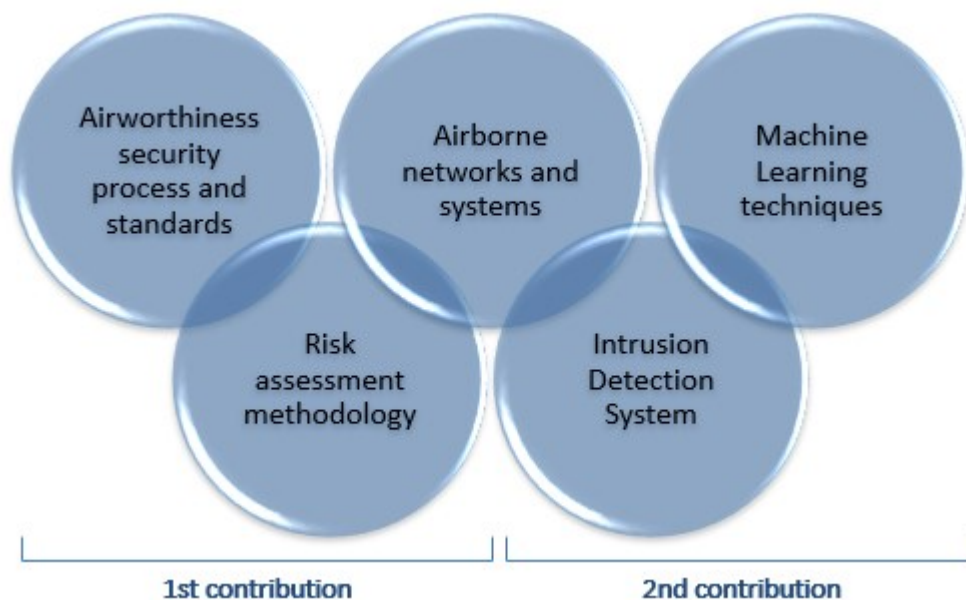 Airworthiness
security
process and
standards
Airborne
networks and
systems
Machine
Learning
techniques
Risk
assessment
methodology
Intrusion
Detection
System
1st contribution
2nd contribution